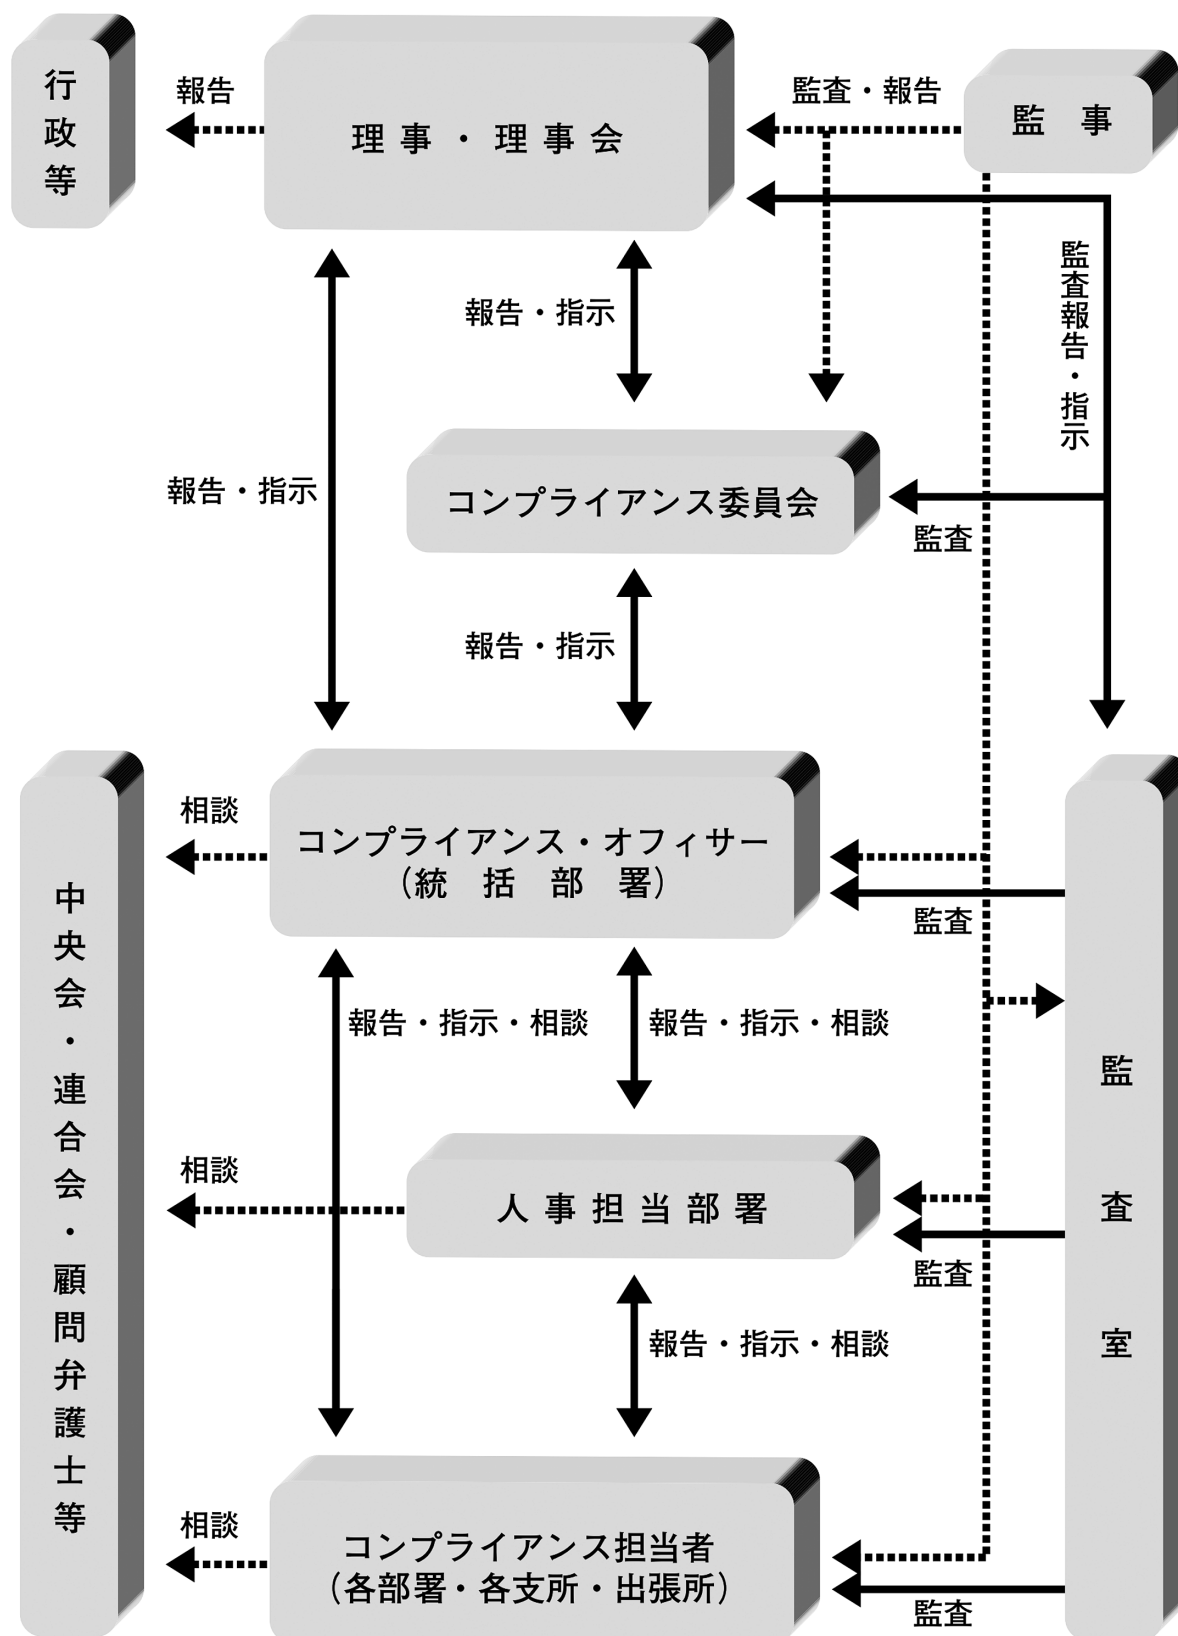 行政等
報告
理事・理事会
監査・報告
監事
報告・指示
監査報告・指示
報告・指示
コンプライアンス委員会
監査
報告・指示
相談
コンプライアンス・オフィサー
（統括部署）
監査
中央会・連合会・顧問弁護士等
報告・指示・相談
報告・指示・相談
監査室
相談
人事担当部署
監査
報告・指示・相談
相談
コンプライアンス担当者
（各部署・各支所・出張所）
監査